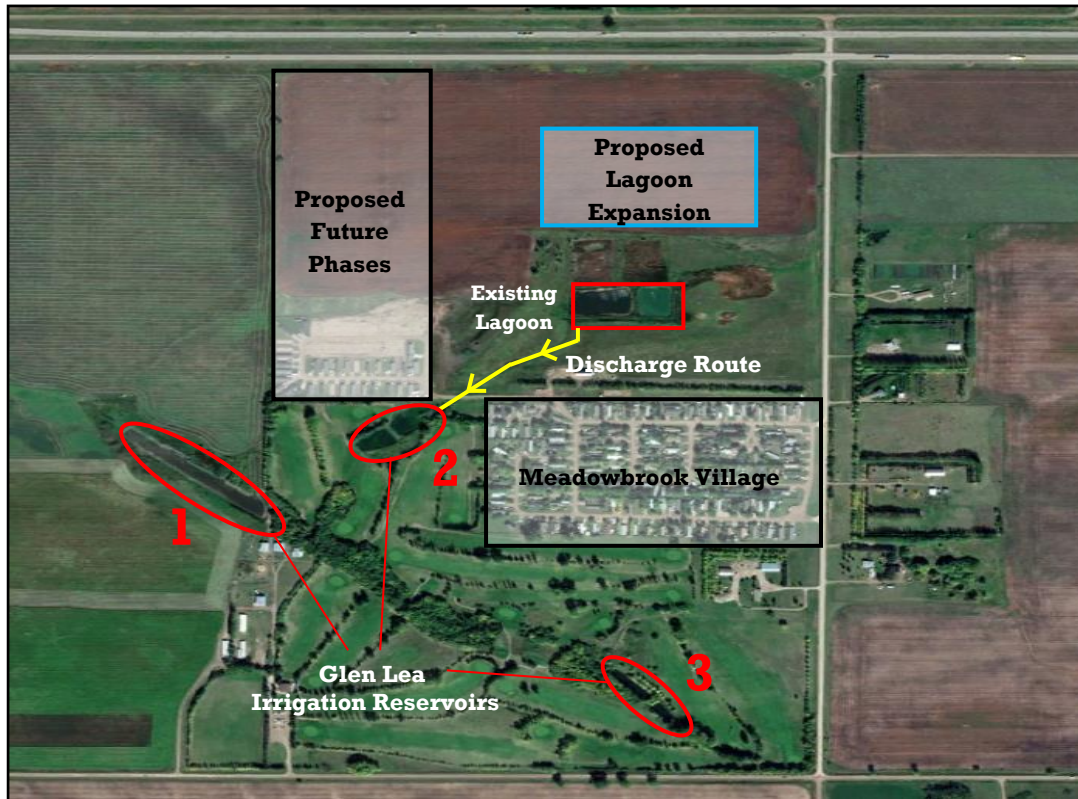 Proposed
Lagoon
Expansion
Proposed
Future
Phases
Existing
Lagoon
Discharge Route
1
2
Meadowbrook Village
3
Glen Lea
Irrigation Reservoirs